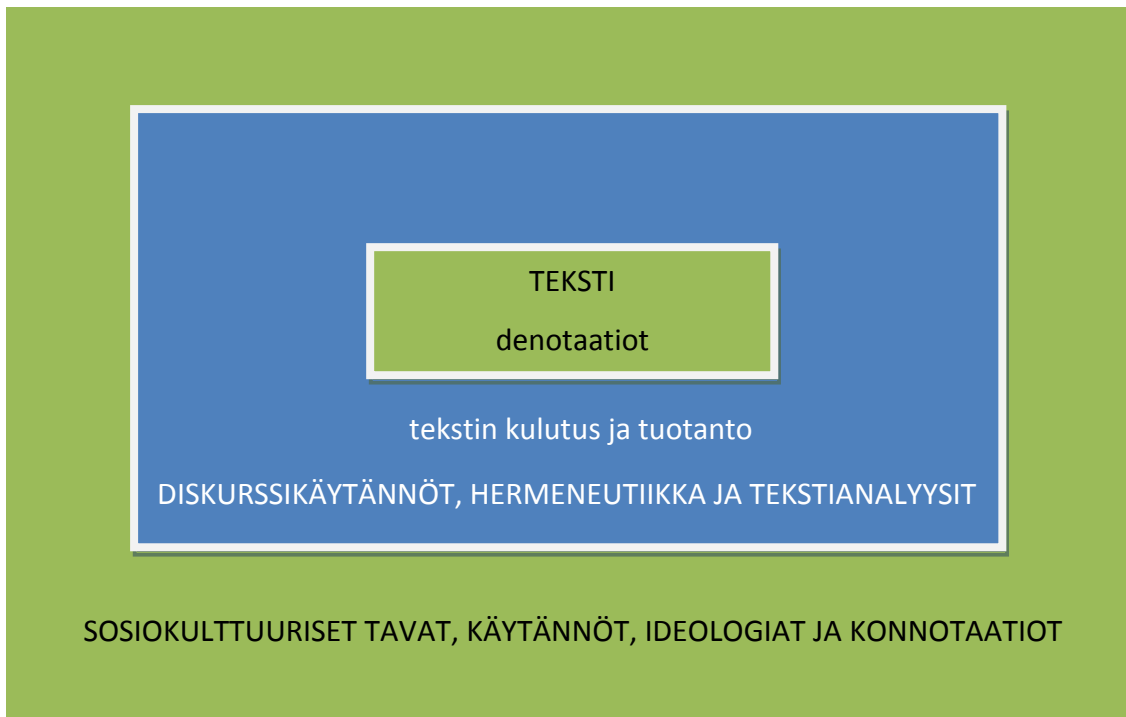 TEKSTI
denotaatiot
tekstin kulutus ja tuotanto
DISKURSSIKÄYTÄNNÖT, HERMENEUTIIKKA JA TEKSTIANALYYSIT
SOSIOKULTTUURISET TAVAT, KÄYTÄNNÖT, IDEOLOGIAT JA KONNOTAATIOT